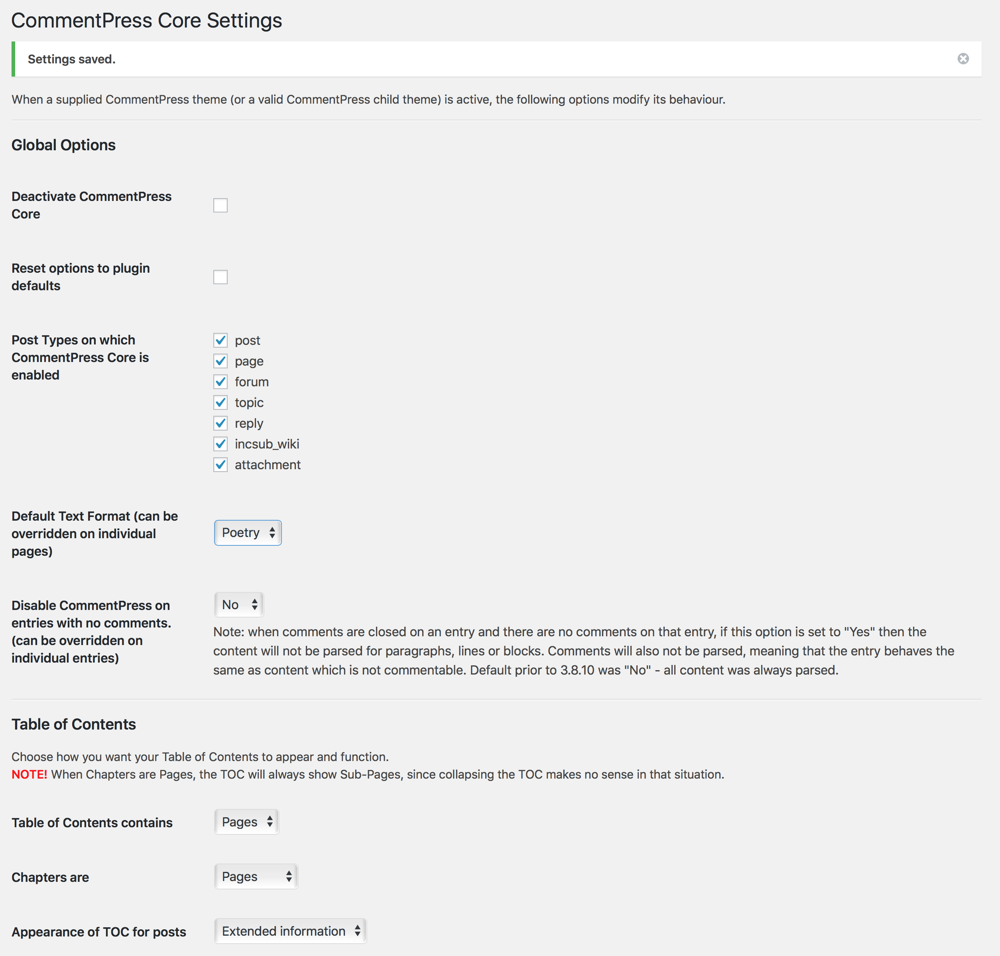 CommentPress Core Settings
Settings saved.
When a supplied CommentPress theme (or a valid CommentPress child theme) is active, the following options modify its behaviour.
Global Options
Deactivate CommentPress
Core
Reset options to plugin
defaults
Post Types on which
CommentPress Core is
enabled
post
page
forum
topic
reply
incsub_wiki
attachment
Default Text Format (can be
overridden on individual
pages)
Poetry
Disable CommentPress on
entries with no comments.
(can be overridden on
individual entries)
No
Note: when comments are closed on an entry and there are no comments on that entry, if this option is set to "Yes" then the
content will not be parsed for paragraphs, lines or blocks. Comments will also not be parsed, meaning that the entry behaves the
same as content which is not commentable. Default prior to 3.8.10 was "No" - all content was always parsed.
Table of Contents
Choose how you want your Table of Contents to appear and function.
NOTE! When Chapters are Pages, the TOC will always show Sub-Pages, since collapsing the TOC makes no sense in that situation.
Table of Contents contains
Pages
Chapters are
Pages
Appearance of TOC for posts
Extended information